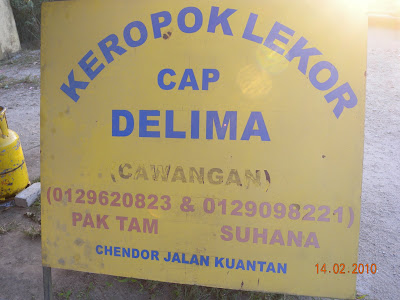 KEROPOK LEKOR
CAP
DELIMA
(CAWANGAN)
(0129620823 & 0129098221)
PAK TAM SUHANA
CHENDOR JALAN KUANTAN
14.02.2010